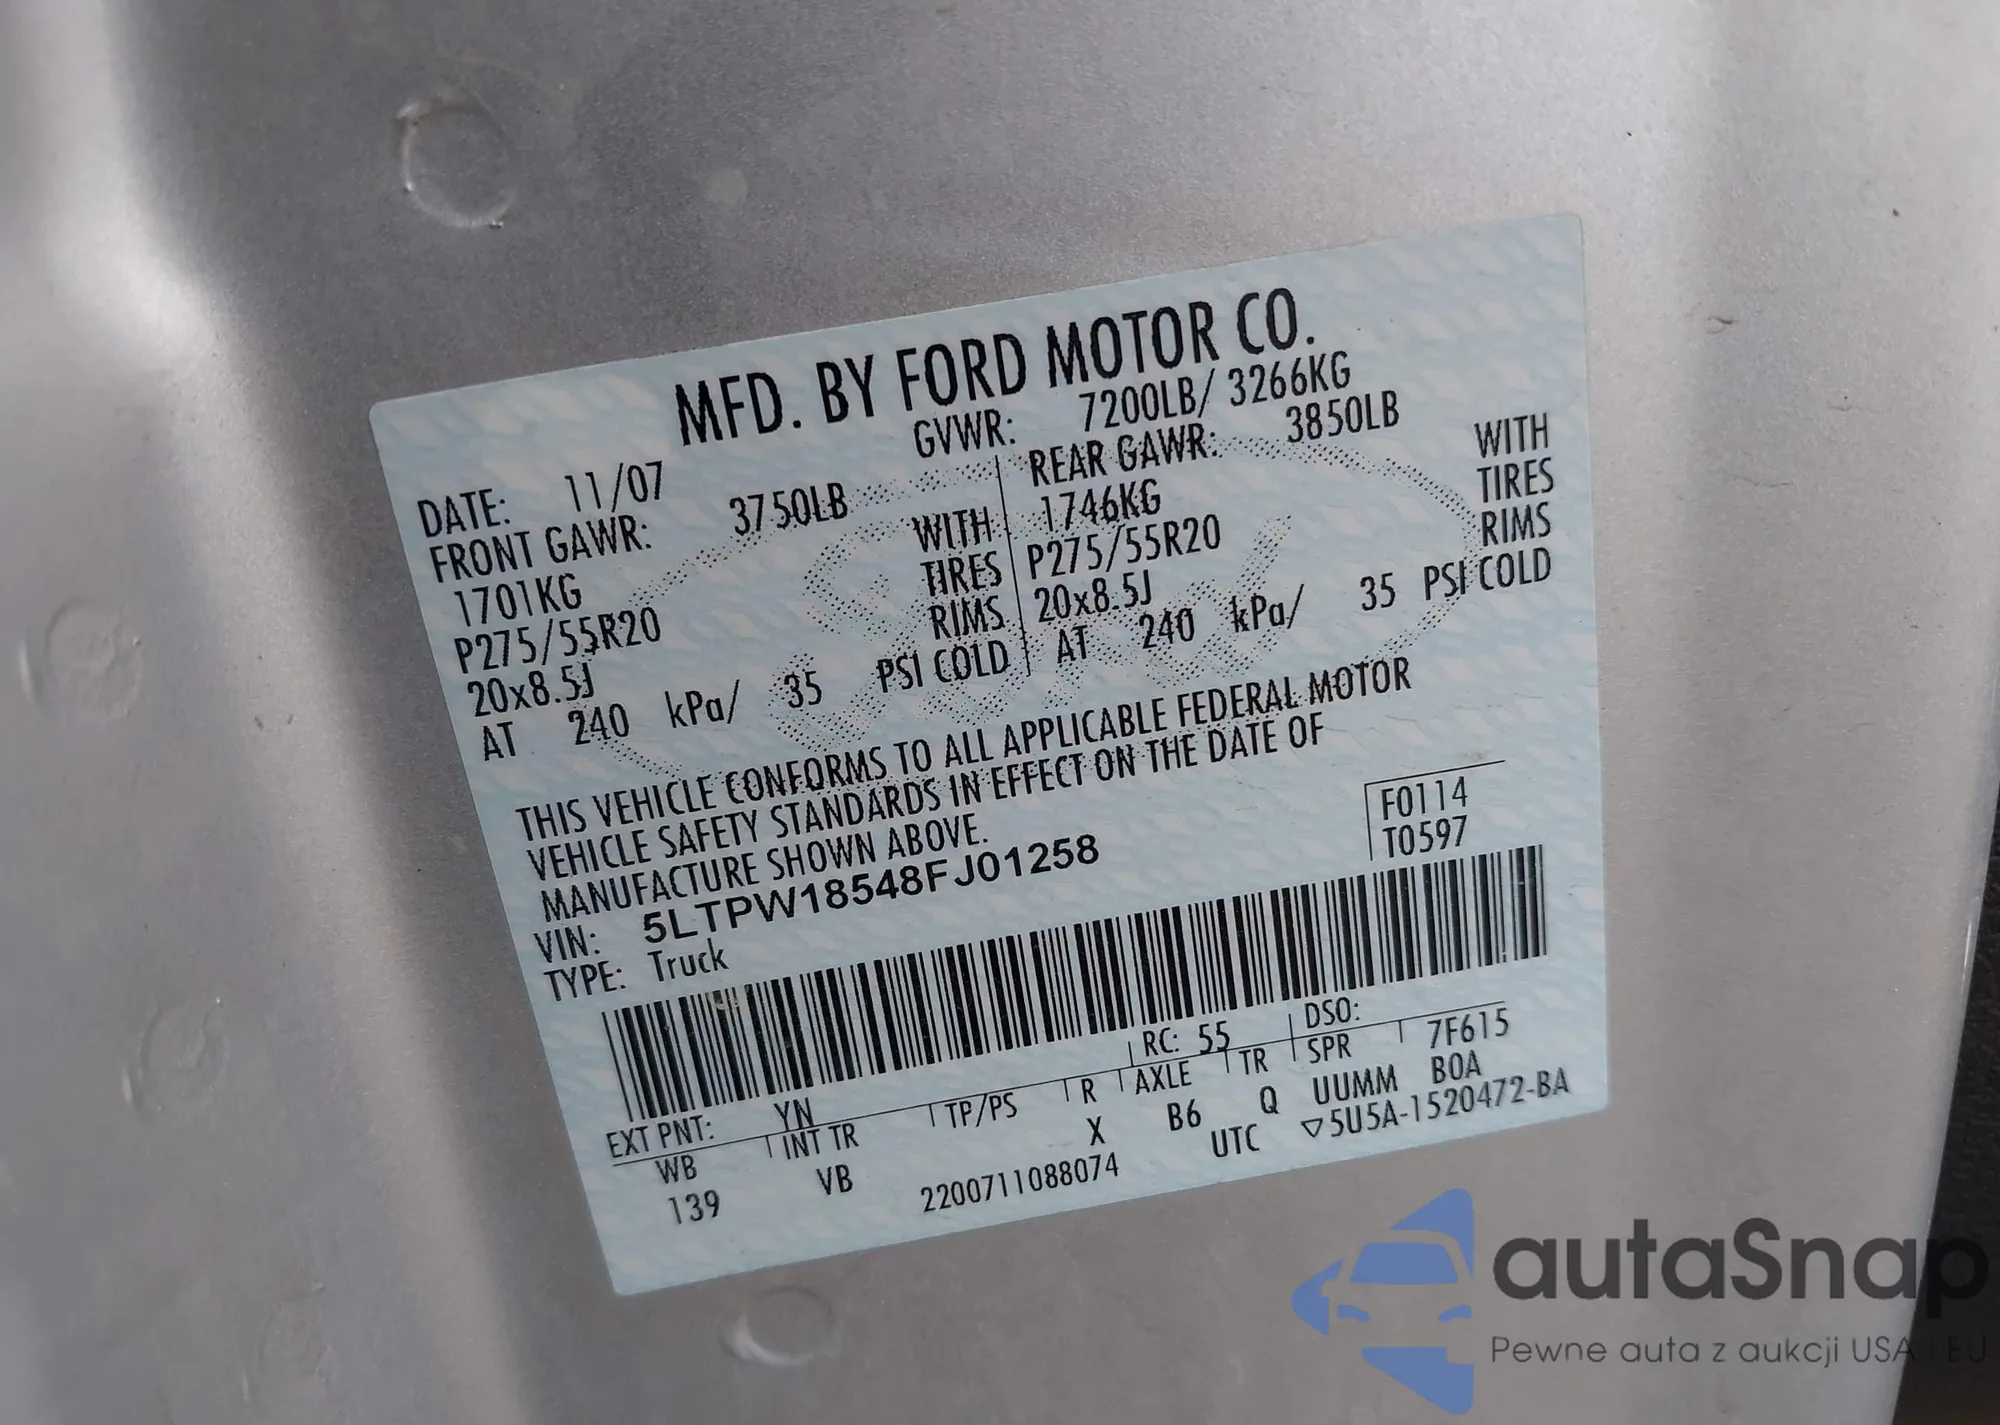 MFD. BY FORD MOTOR CO.
DATE: 11/07 GVWR: 7200LB/ 3266KG
FRONT GAWR: 3750LB REAR GAWR: 3850LB
1701KG WITH 1746KG WITH
P275/55R20 TIRES P275/55R20 TIRES
20x8.5J RIMS 20x8.5J RIMS
AT 240 kPa/ 35 PSI COLD AT 240 kPa/ 35 PSI COLD
THIS VEHICLE CONFORMS TO ALL APPLICABLE FEDERAL MOTOR
VEHICLE SAFETY STANDARDS IN EFFECT ON THE DATE OF
MANUFACTURE SHOWN ABOVE.
F0114
T0597
VIN: 5LTPW18548FJ01258
TYPE: Truck
EXT PNT: YN RC: 55 DSO:
WB INT TR TP/PS R AXLE TR SPR 7F615
139 VB X B6 Q UUMM B0A
2200711088074 UTC ▽5U5A-1520472-BA
autaSnap
Pewne auta z aukcji USA i EU